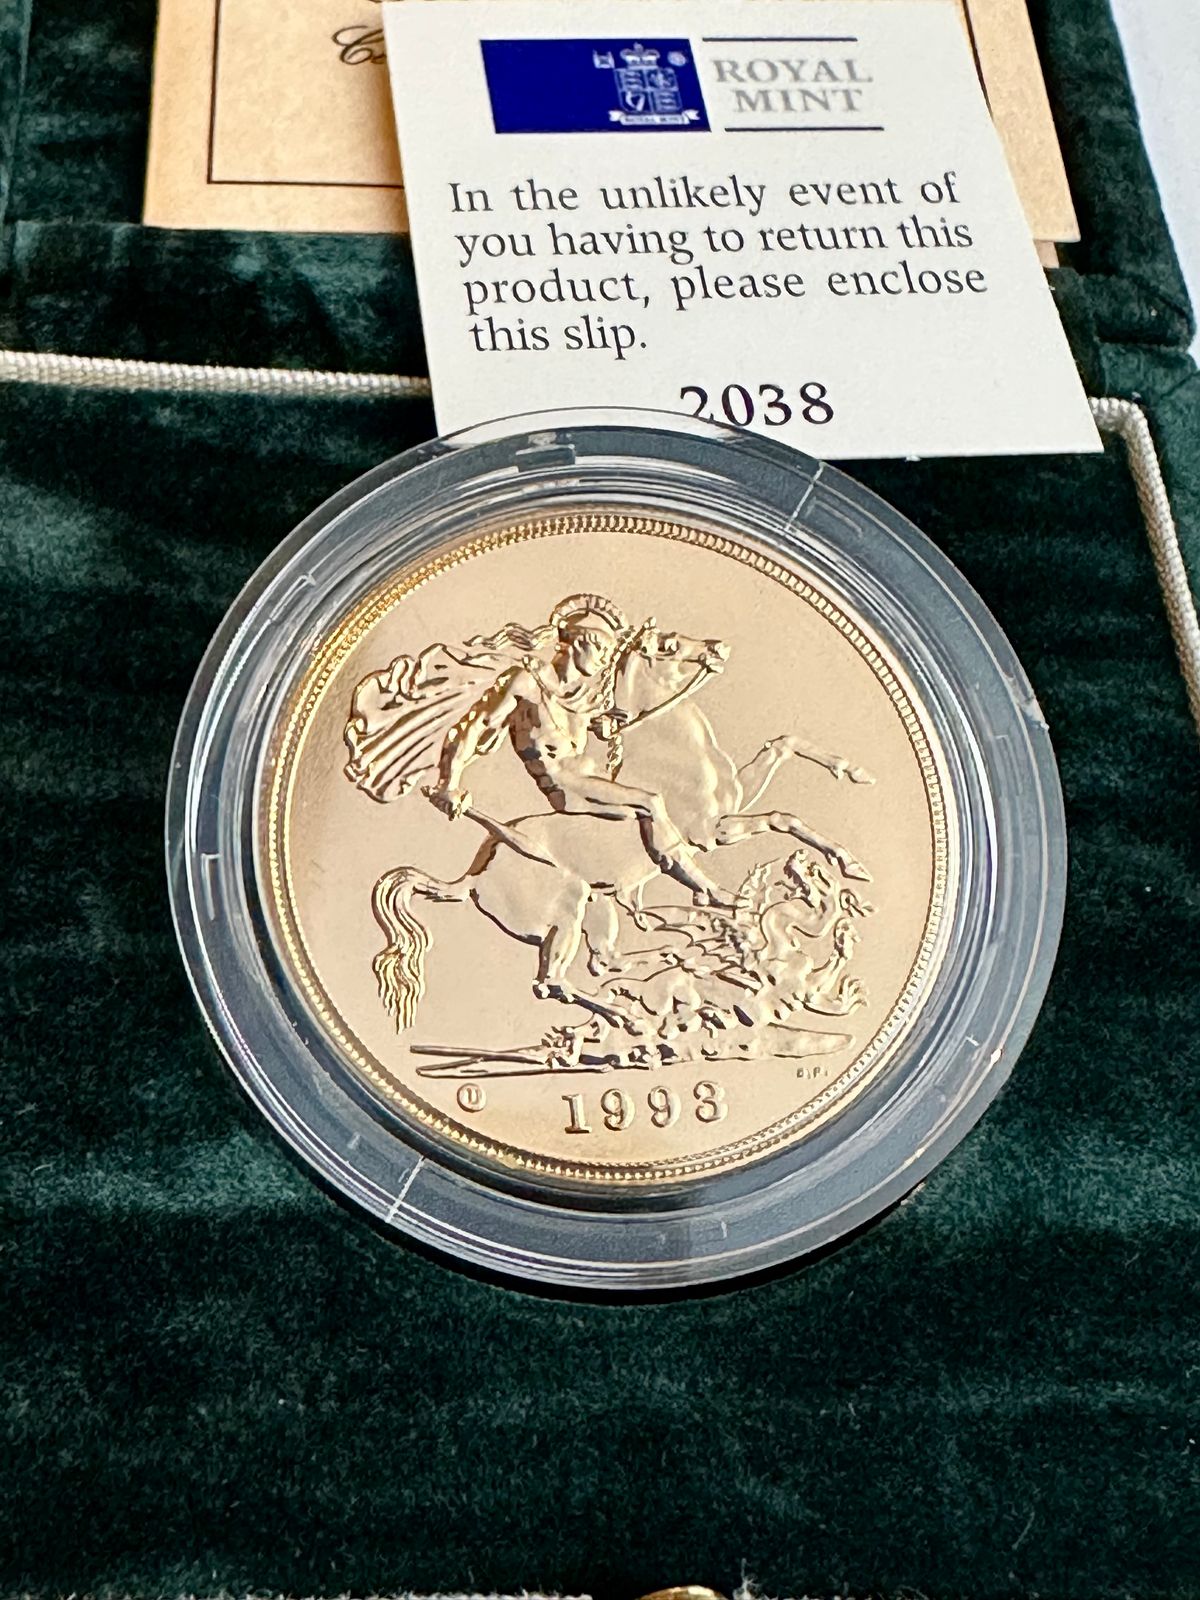 Ce
ROYAL
MINT
In the unlikely event of
you having to return this
product, please enclose
this slip.
2038
U 1993
B.P.